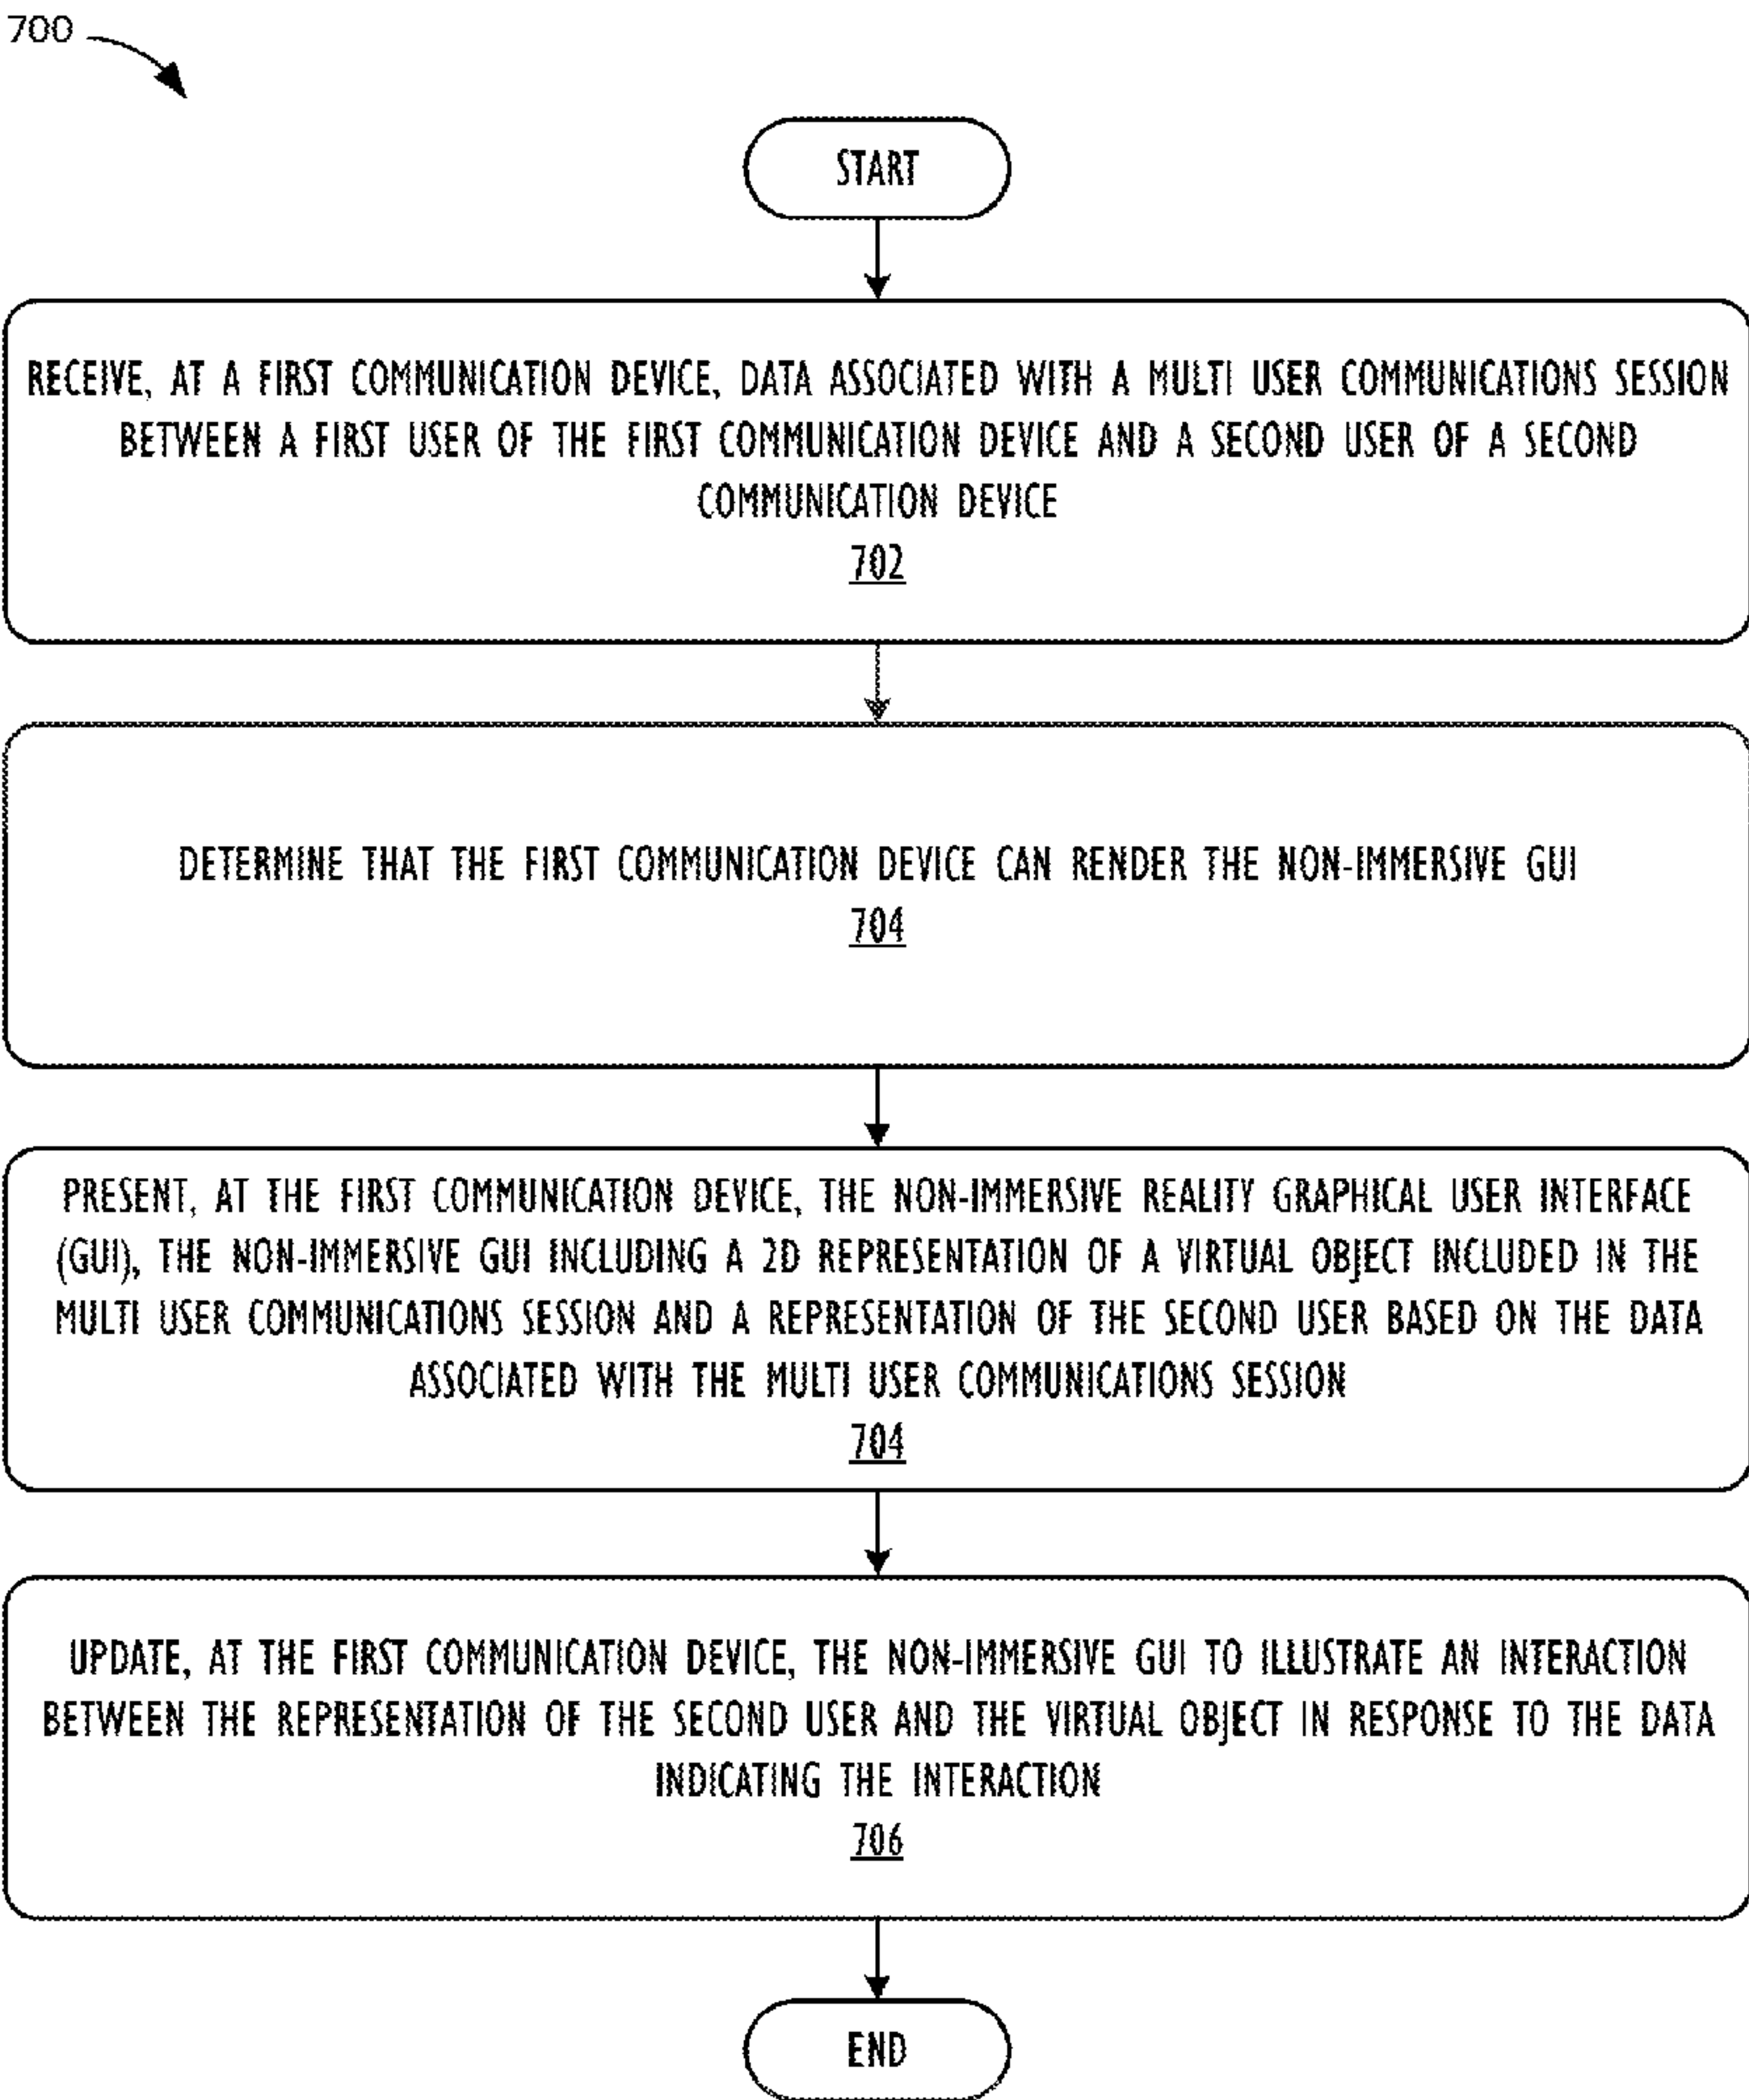 700
START
RECEIVE, AT A FIRST COMMUNICATION DEVICE, DATA ASSOCIATED WITH A MULTI USER COMMUNICATIONS SESSION
BETWEEN A FIRST USER OF THE FIRST COMMUNICATION DEVICE AND A SECOND USER OF A SECOND
COMMUNICATION DEVICE
702
DETERMINE THAT THE FIRST COMMUNICATION DEVICE CAN RENDER THE NON-IMMERSIVE GUI
704
PRESENT, AT THE FIRST COMMUNICATION DEVICE, THE NON-IMMERSIVE REALITY GRAPHICAL USER INTERFACE
(GUI), THE NON-IMMERSIVE GUI INCLUDING A 2D REPRESENTATION OF A VIRTUAL OBJECT INCLUDED IN THE
MULTI USER COMMUNICATIONS SESSION AND A REPRESENTATION OF THE SECOND USER BASED ON THE DATA
ASSOCIATED WITH THE MULTI USER COMMUNICATIONS SESSION
704
UPDATE, AT THE FIRST COMMUNICATION DEVICE, THE NON-IMMERSIVE GUI TO ILLUSTRATE AN INTERACTION
BETWEEN THE REPRESENTATION OF THE SECOND USER AND THE VIRTUAL OBJECT IN RESPONSE TO THE DATA
INDICATING THE INTERACTION
706
END